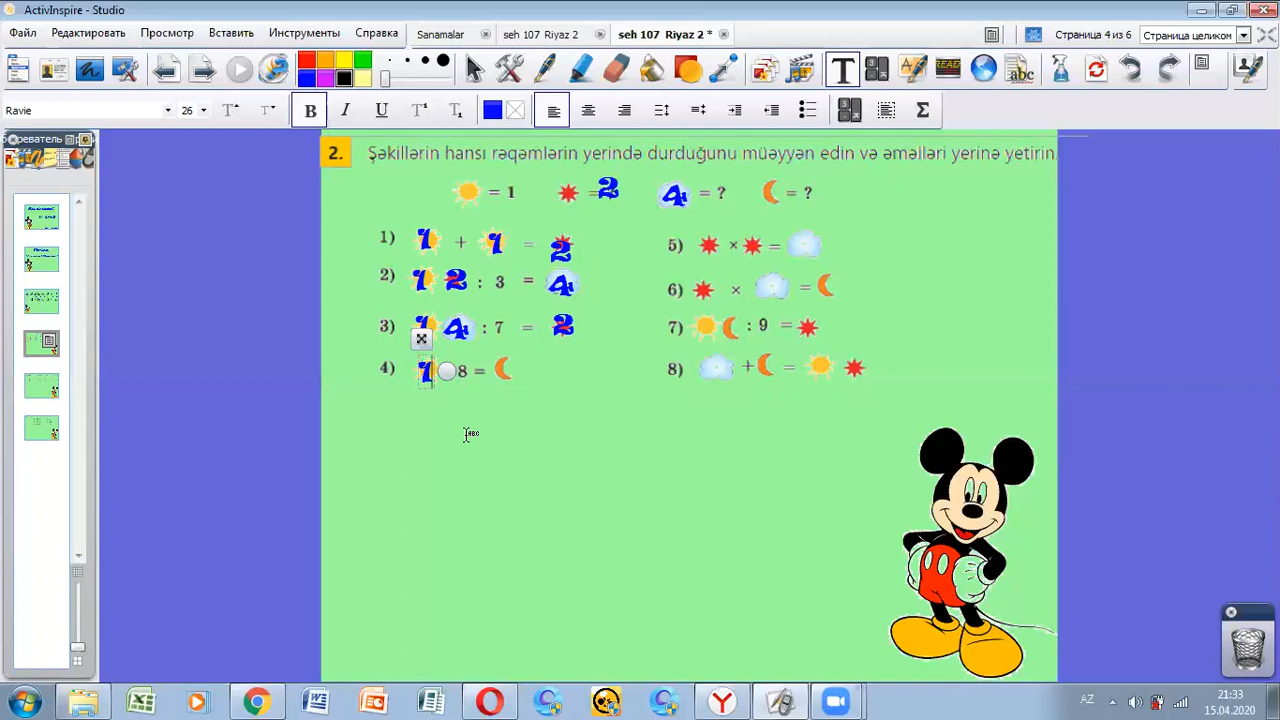 ActivInspire - Studio
Файл Редактировать Просмотр Вставить Инструменты Справка
Sanamalar
seh 107 Riyaz 2 *
seh 107 Riyaz 2 *
Страница 4 из 6
Страница целиком
Ravie
26
B I U
2. Şəkillərin hansı rəqəmlərin yerində durduğunu müəyyən edin və əməlləri yerinə yetirin.
= 1 = 2 4 = ? = ?
1) 1 + 1 = 2
2) 1 2 : 3 = 4
3) 1 4 : 7 = 2
4) 1 8 =
5) × =
6) × =
7) : 9 =
8) + =
AZ
21:33
15.04.2020